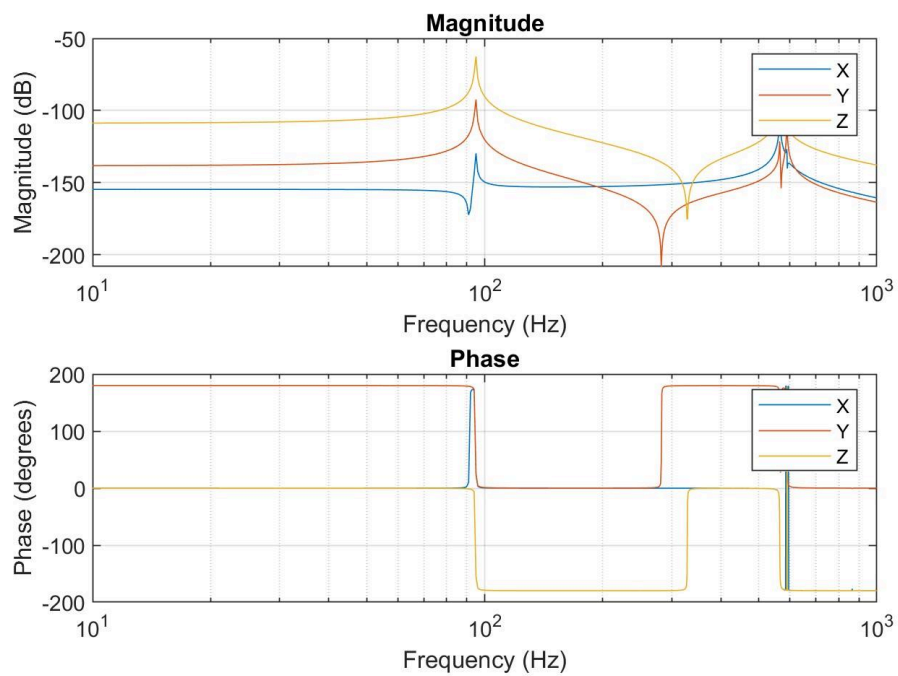 Magnitude
-50
-100
-150
-200
Magnitude (dB)
X
Y
Z
10^1 10^2 10^3
Frequency (Hz)
Phase
200
100
0
-100
-200
Phase (degrees)
X
Y
Z
10^1 10^2 10^3
Frequency (Hz)